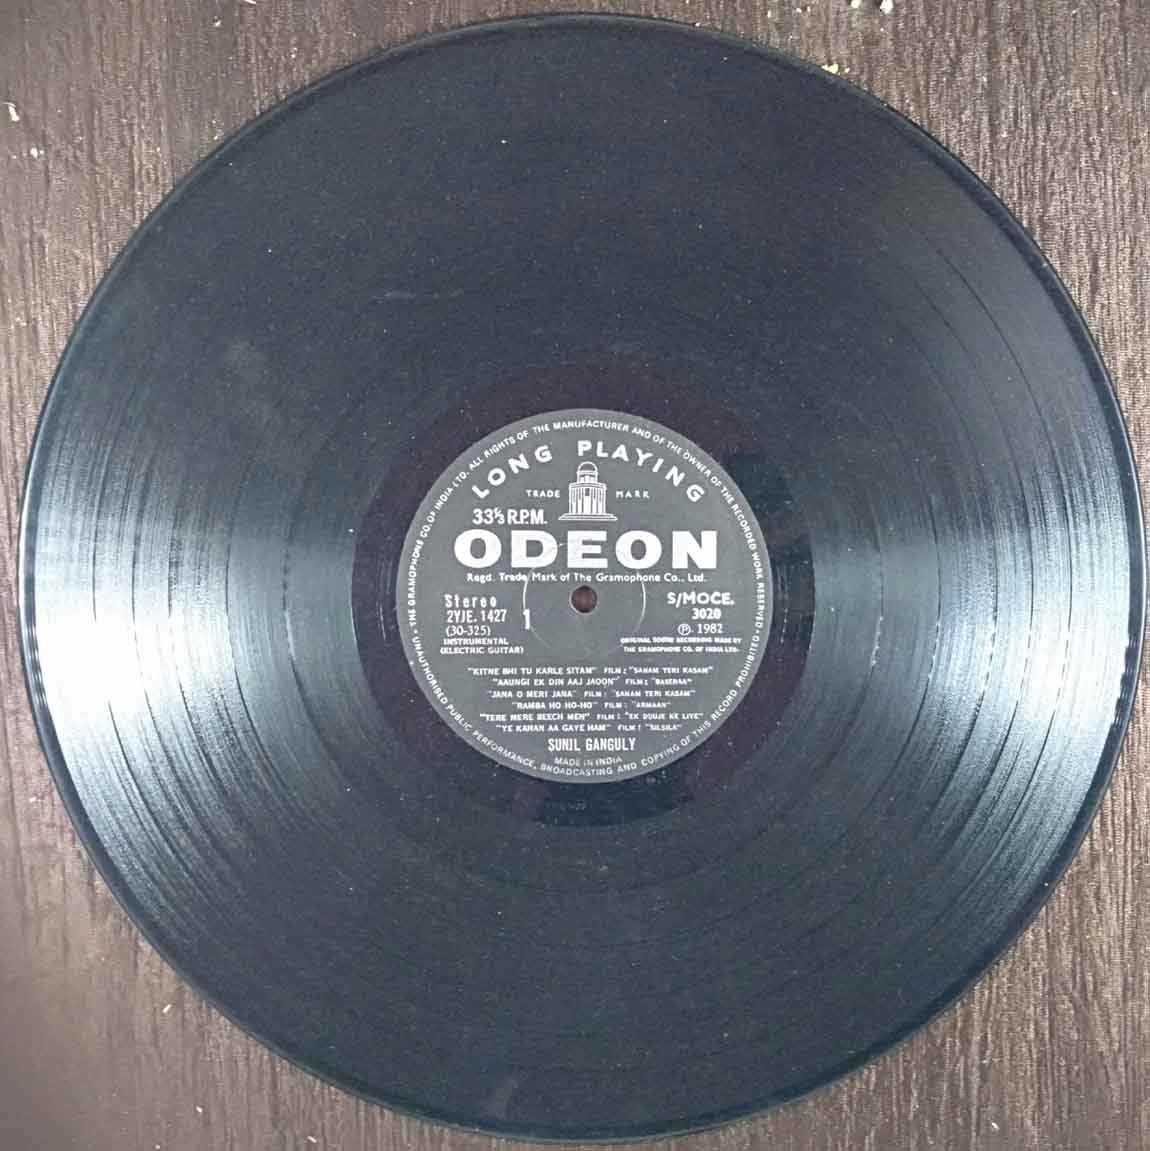 • THE GRAMOPHONE CO. OF INDIA LTD. ALL RIGHTS OF THE MANUFACTURER AND OF THE OWNER OF THE RECORDED WORK RESERVED •
UNAUTHORISED PUBLIC PERFORMANCE, BROADCASTING AND COPYING OF THIS RECORD PROHIBITED
LONG PLAYING
TRADE MARK
33⅓ R.P.M.
ODEON
Regd. Trade Mark of The Gramophone Co., Ltd.
Stereo S/MOCE.
2YJE. 1427 1 3020
(30-325) Ⓟ 1982
INSTRUMENTAL ORIGINAL SOUND RECORDING MADE BY
(ELECTRIC GUITAR) THE GRAMOPHONE CO. OF INDIA LTD.
"KITNE BHI TU KARLE SITAM" FILM : "SANAM TERI KASAM"
"AAUNGI EK DIN AAJ JAOON" FILM : "BASERAA"
"JANA O MERI JANA" FILM : "SANAM TERI KASAM"
"RAMBA HO HO-HO" FILM : "ARMAAN"
"TERE MERE BEECH MEN" FILM : "EK DUUJE KE LIYE"
"YE KAHAN AA GAYE HAM" FILM : "SILSILA"
SUNIL GANGULY
MADE IN INDIA